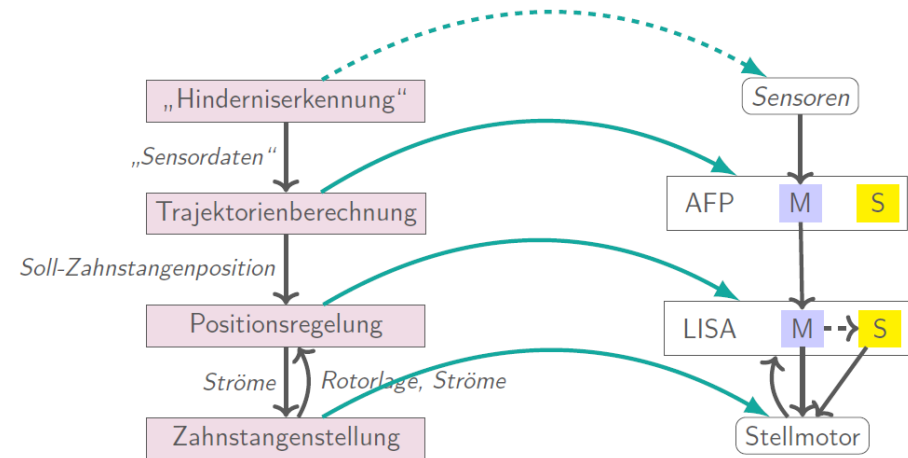 „Hinderniserkennung“
Sensoren
„Sensordaten“
Trajektorienberechnung
AFP M S
Soll-Zahnstangenposition
Positionsregelung
LISA M S
Ströme
Rotorlage, Ströme
Zahnstangenstellung
Stellmotor